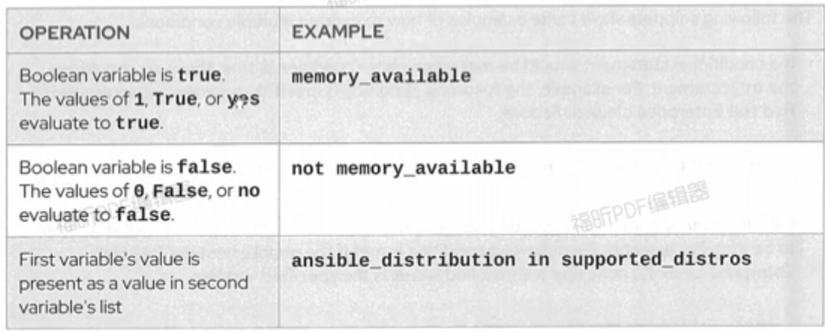 OPERATION
EXAMPLE
Boolean variable is true.
The values of 1, True, or yes
evaluate to true.
memory_available
Boolean variable is false.
The values of 0, False, or no
evaluate to false.
not memory_available
福昕PDF编辑器
First variable's value is
present as a value in second
variable's list
ansible_distribution in supported_distros